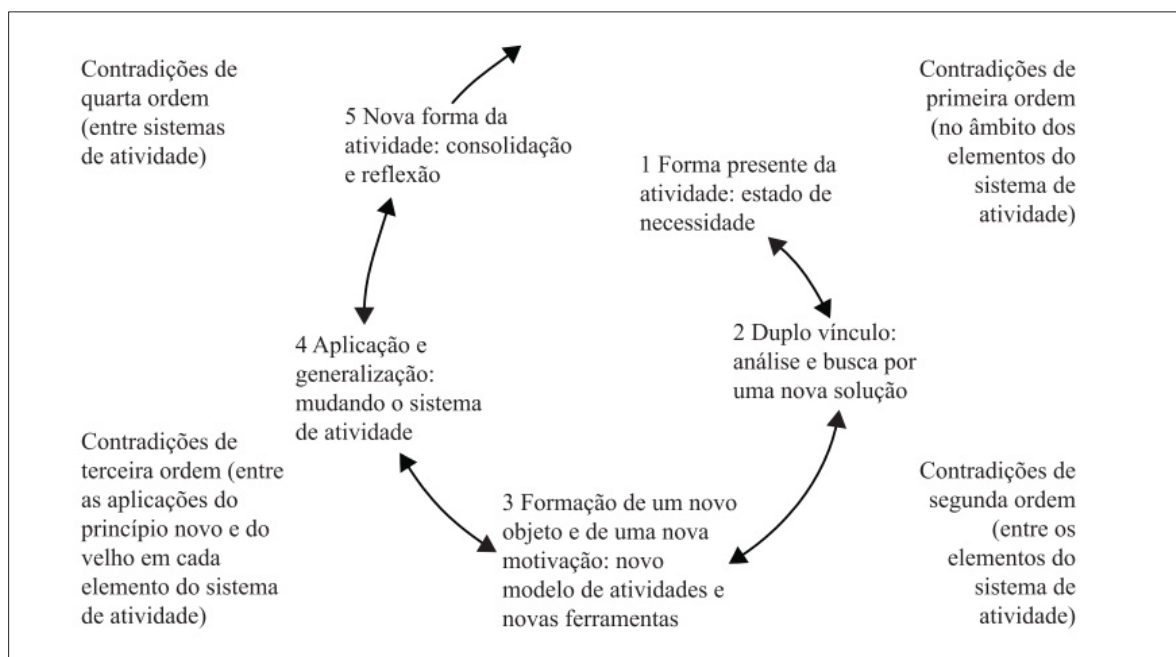 Contradições de
quarta ordem
(entre sistemas
de atividade)
5 Nova forma da
atividade: consolidação
e reflexão
Contradições de
primeira ordem
(no âmbito dos
elementos do
sistema de
atividade)
1 Forma presente da
atividade: estado de
necessidade
2 Duplo vínculo:
análise e busca por
uma nova solução
4 Aplicação e
generalização:
mudando o sistema
de atividade
Contradições de
terceira ordem (entre
as aplicações do
princípio novo e do
velho em cada
elemento do sistema
de atividade)
3 Formação de um novo
objeto e de uma nova
motivação: novo
modelo de atividades e
novas ferramentas
Contradições de
segunda ordem
(entre os
elementos do
sistema de
atividade)